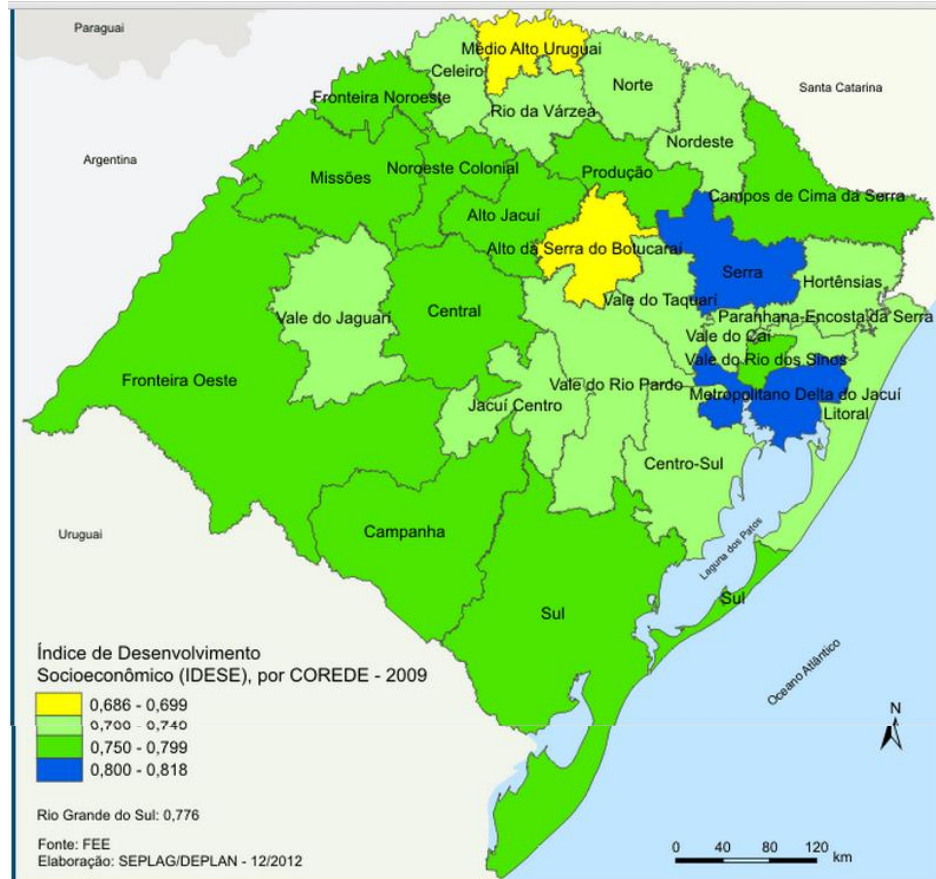 Paraguai
Médio Alto Uruguai
Celeiro
Norte
Santa Catarina
Fronteira Noroeste
Rio da Várzea
Nordeste
Argentina
Noroeste Colonial
Produção
Missões
Campos de Cima da Serra
Alto Jacuí
Alto da Serra do Botucaraí
Serra
Hortênsias
Vale do Taquari
Central
Vale do Jaguari
Paranhana-Encosta da Serra
Vale do Caí
Vale do Rio dos Sinos
Fronteira Oeste
Vale do Rio Pardo
Metropolitano Delta do Jacuí
Jacuí Centro
Litoral
Centro-Sul
Campanha
Uruguai
Laguna dos Patos
Sul
Sul
Oceano Atlântico
Índice de Desenvolvimento
Socioeconômico (IDESE), por COREDE - 2009
0,686 - 0,699
0,700 - 0,740
0,750 - 0,799
0,800 - 0,818
N
Rio Grande do Sul: 0,776
Fonte: FEE
Elaboração: SEPLAG/DEPLAN - 12/2012
0 40 80 120
km